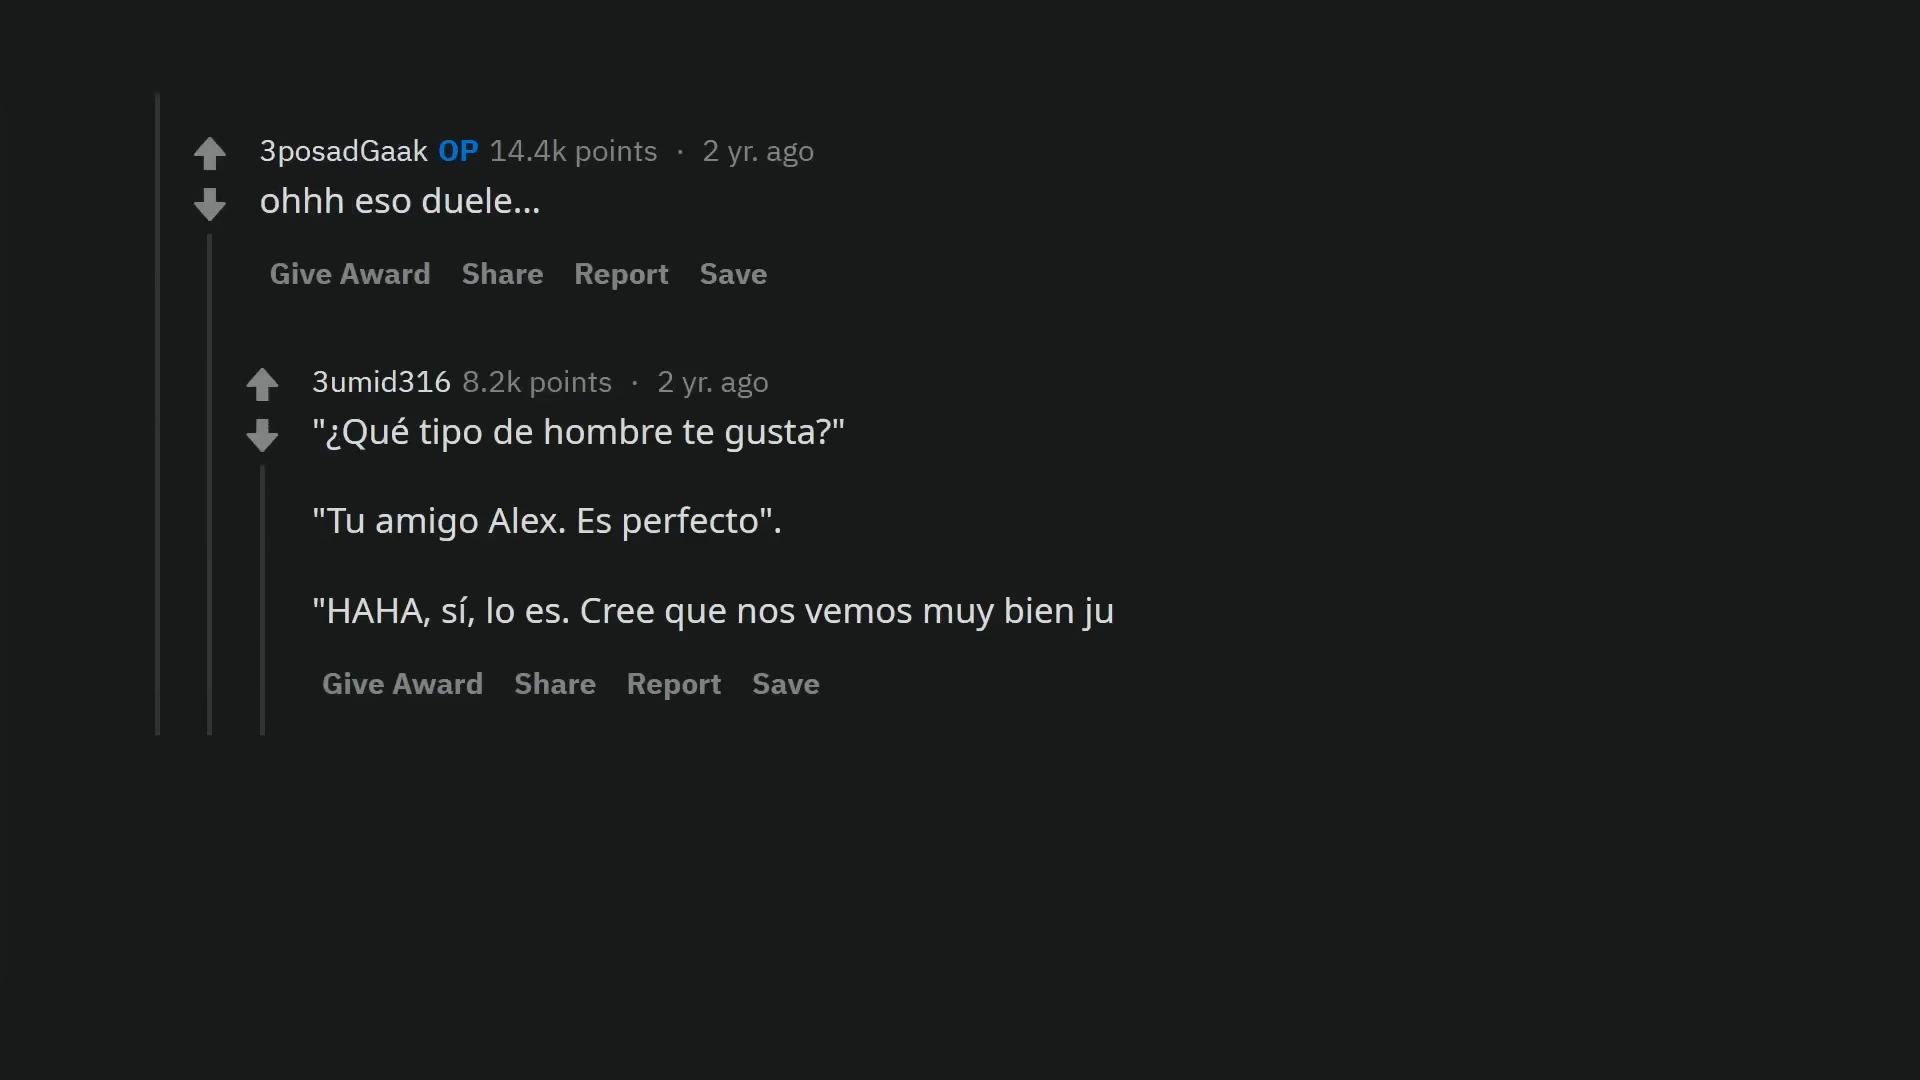 3posadGaak OP 14.4k points · 2 yr. ago
ohhh eso duele...
Give Award Share Report Save
3umid316 8.2k points · 2 yr. ago
"¿Qué tipo de hombre te gusta?"
"Tu amigo Alex. Es perfecto".
"HAHA, sí, lo es. Cree que nos vemos muy bien ju
Give Award Share Report Save